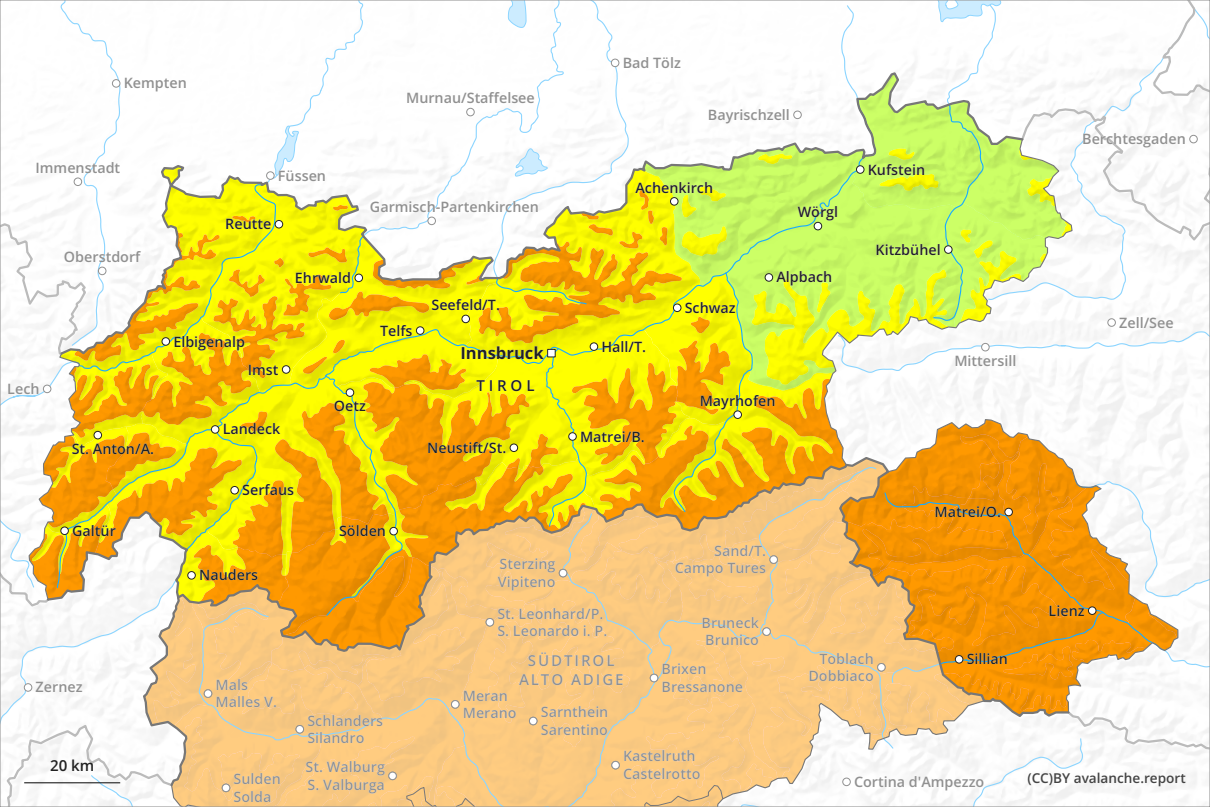 Kempten
Bad Tölz
Murnau/Staffelsee
Bayrischzell
Berchtesgaden
Immenstadt
Füssen
Kufstein
Achenkirch
Garmisch-Partenkirchen
Wörgl
Reutte
Kitzbühel
Oberstdorf
Ehrwald
Alpbach
Seefeld/T.
Schwaz
Telfs
Zell/See
Elbigenalp
Innsbruck
Hall/T.
Mittersill
Imst
TIROL
Lech
Oetz
Mayrhofen
Landeck
Matrei/B.
St. Anton/A.
Neustift/St.
Serfaus
Matrei/O.
Galtür
Sölden
Sand/T.
Campo Tures
Sterzing
Vipiteno
Nauders
St. Leonhard/P.
S. Leonardo i. P.
Lienz
Bruneck
Brunico
SÜDTIROL
ALTO ADIGE
Sillian
Toblach
Dobbiaco
Brixen
Bressanone
Zernez
Mals
Malles V.
Meran
Merano
Sarnthein
Sarentino
Schlanders
Silandro
Kastelruth
Castelrotto
St. Walburg
S. Valburga
20 km
Sulden
Solda
Cortina d'Ampezzo
(CC)BY avalanche.report